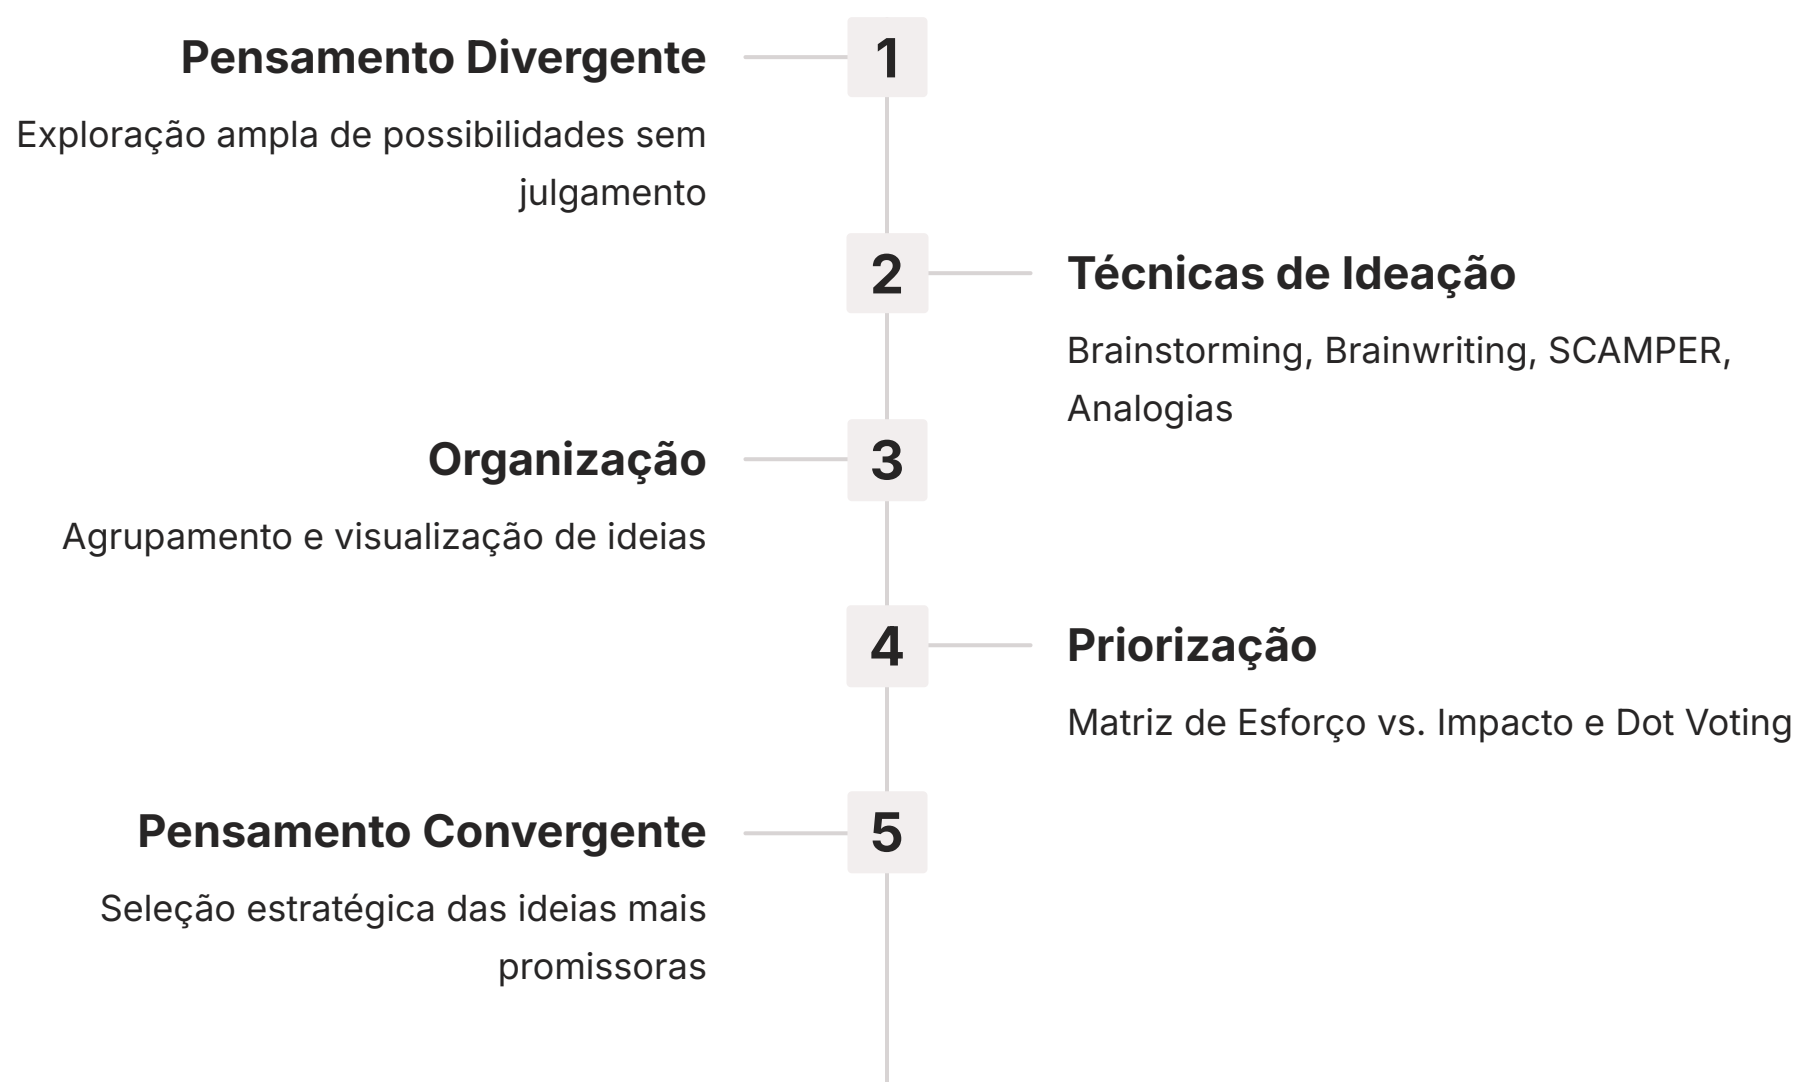 1
Pensamento Divergente
Exploração ampla de possibilidades sem
julgamento
2
Técnicas de Ideação
Brainstorming, Brainwriting, SCAMPER,
Analogias
3
Organização
Agrupamento e visualização de ideias
4
Priorização
Matriz de Esforço vs. Impacto e Dot Voting
5
Pensamento Convergente
Seleção estratégica das ideias mais
promissoras